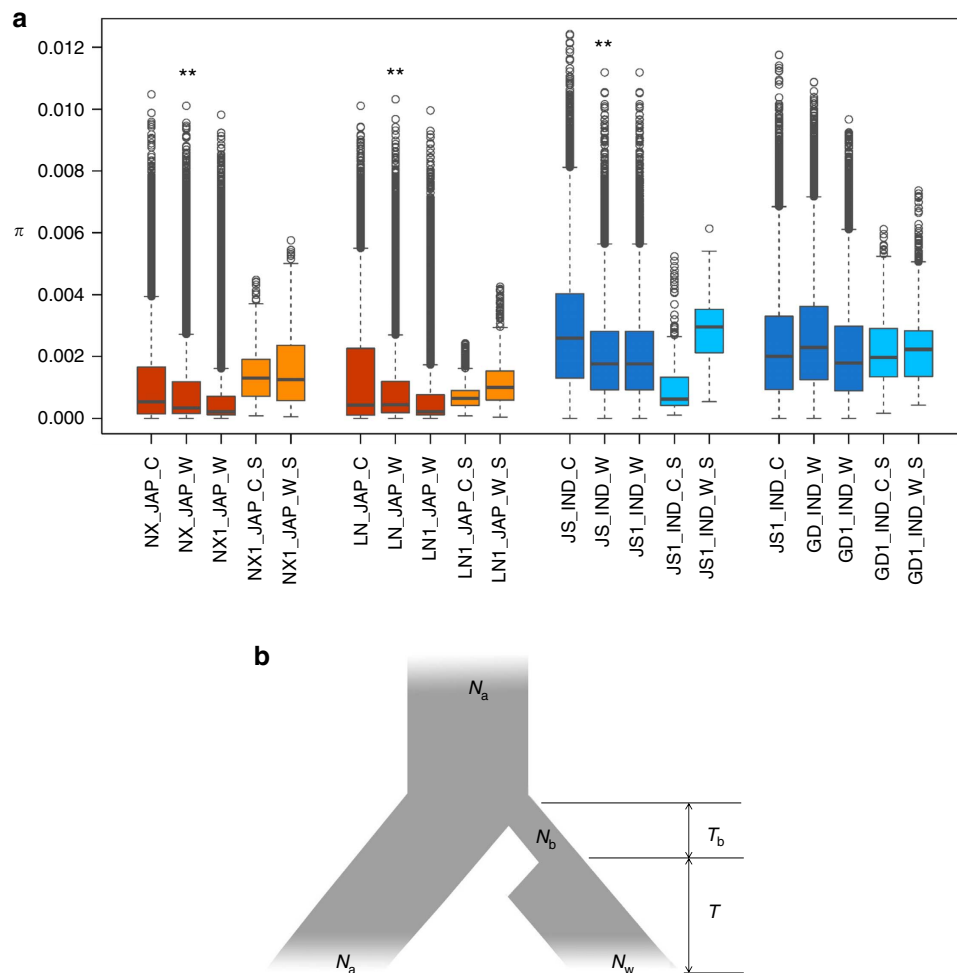 a
0.012
0.010
0.008
0.006
0.004
0.002
0.000
π
**
**
**
NX_JAP_C
NX_JAP_W
NX1_JAP_W
NX1_JAP_C_S
NX1_JAP_W_S
LN_JAP_C
LN_JAP_W
LN1_JAP_W
LN1_JAP_C_S
LN1_JAP_W_S
JS_IND_C
JS_IND_W
JS1_IND_W
JS1_IND_C_S
JS1_IND_W_S
JS1_IND_C
GD_IND_W
GD1_IND_W
GD1_IND_C_S
GD1_IND_W_S
b
Na
Nb
Tb
T
Na
Nw